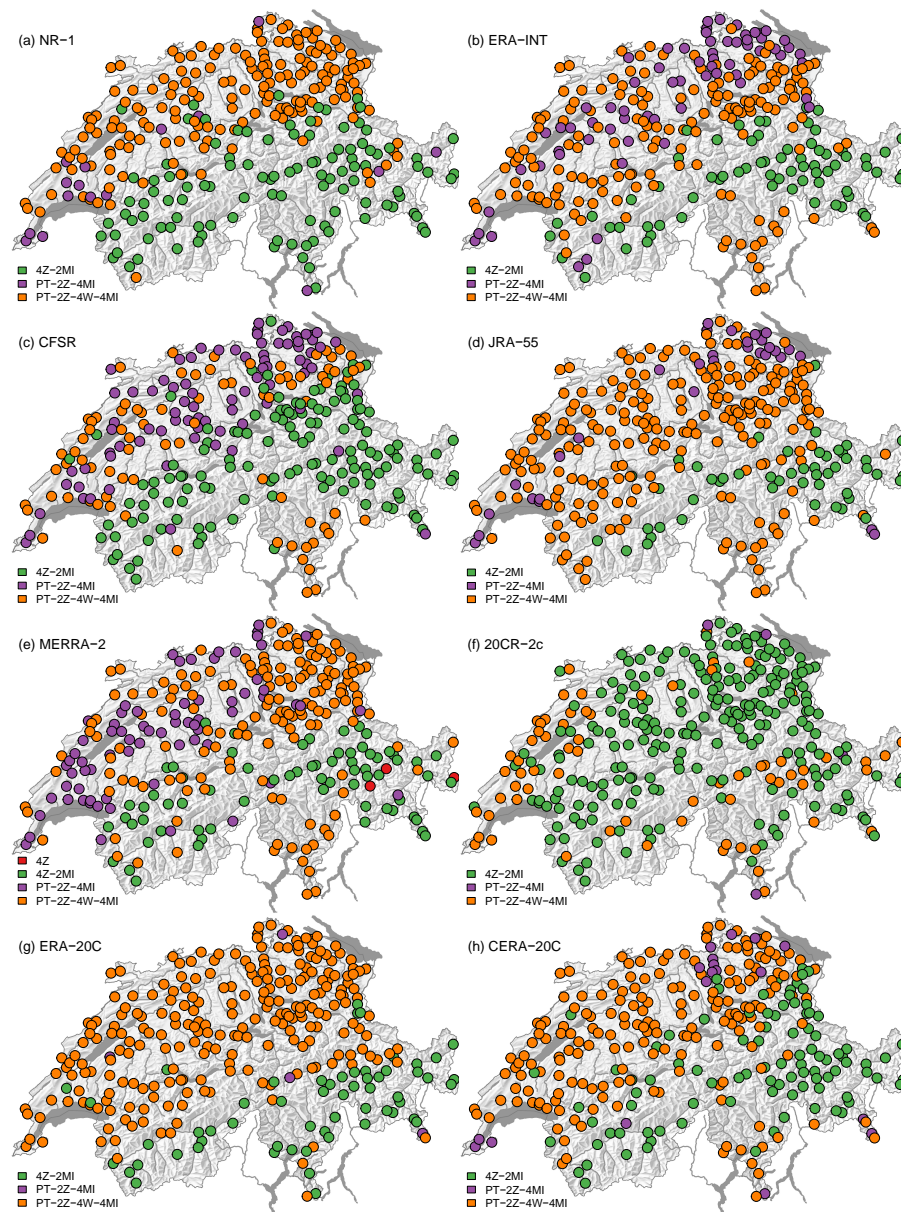 (a) NR−1
4Z−2MI
PT−2Z−4MI
PT−2Z−4W−4MI
(b) ERA−INT
4Z−2MI
PT−2Z−4MI
PT−2Z−4W−4MI
(c) CFSR
4Z−2MI
PT−2Z−4MI
PT−2Z−4W−4MI
(d) JRA−55
4Z−2MI
PT−2Z−4MI
PT−2Z−4W−4MI
(e) MERRA−2
4Z
4Z−2MI
PT−2Z−4MI
PT−2Z−4W−4MI
(f) 20CR−2c
4Z−2MI
PT−2Z−4MI
PT−2Z−4W−4MI
(g) ERA−20C
4Z−2MI
PT−2Z−4MI
PT−2Z−4W−4MI
(h) CERA−20C
4Z−2MI
PT−2Z−4MI
PT−2Z−4W−4MI